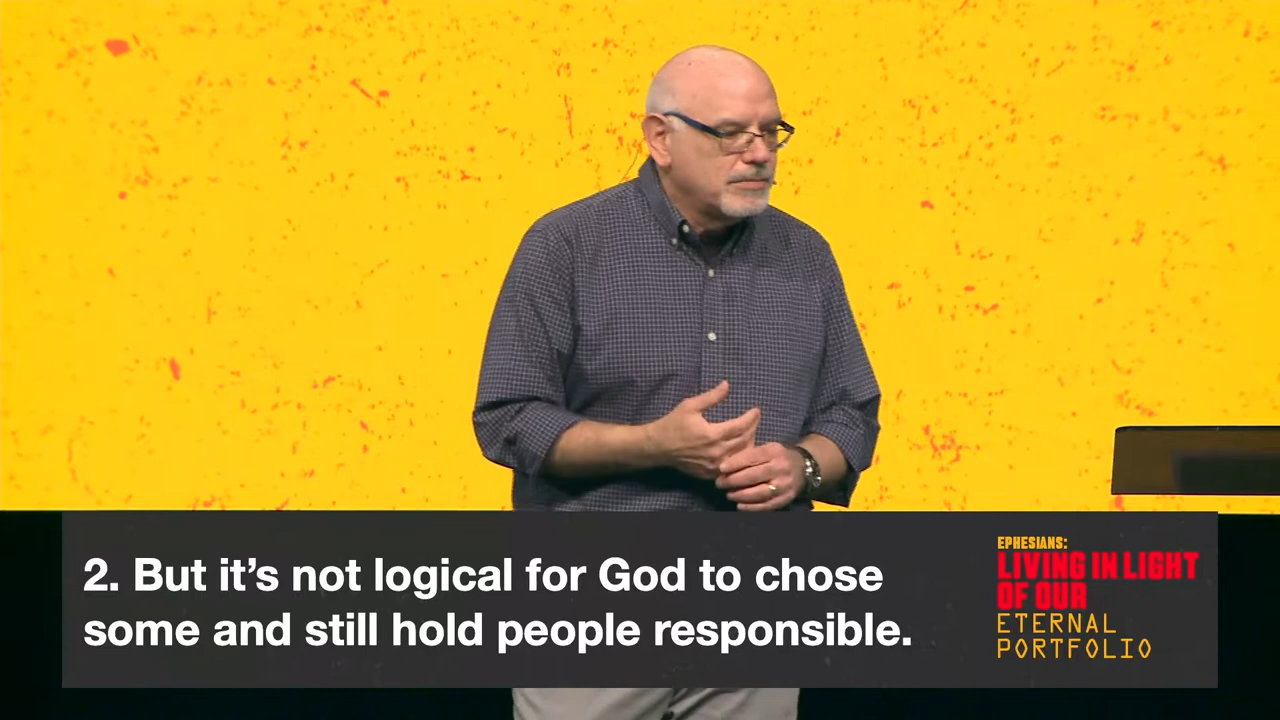 2. But it’s not logical for God to chose
some and still hold people responsible.
EPHESIANS:
LIVING IN LIGHT
OF OUR
ETERNAL
PORTFOLIO